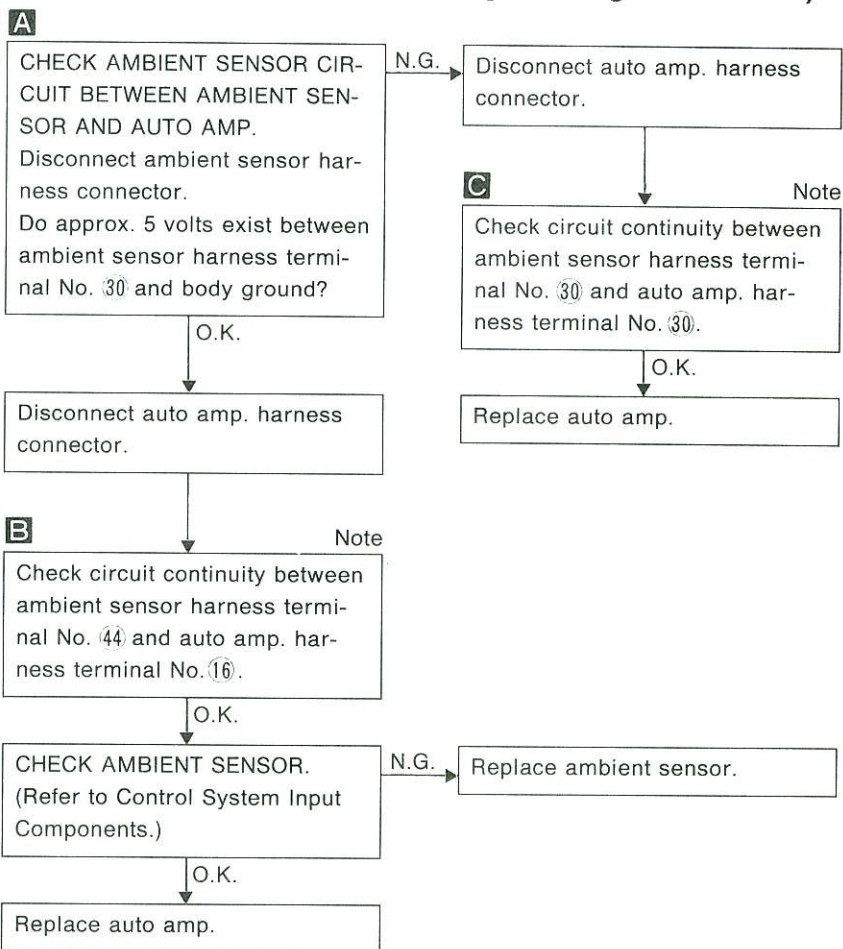 A
CHECK AMBIENT SENSOR CIR-
CUIT BETWEEN AMBIENT SEN-
SOR AND AUTO AMP.
Disconnect ambient sensor har-
ness connector.
Do approx. 5 volts exist between
ambient sensor harness termi-
nal No. 30 and body ground?
N.G.
Disconnect auto amp. harness
connector.
C
Note
Check circuit continuity between
ambient sensor harness termi-
nal No. 30 and auto amp. har-
ness terminal No. 30.
O.K.
Replace auto amp.
O.K.
Disconnect auto amp. harness
connector.
B
Note
Check circuit continuity between
ambient sensor harness termi-
nal No. 44 and auto amp. har-
ness terminal No. 16.
O.K.
CHECK AMBIENT SENSOR.
(Refer to Control System Input
Components.)
N.G.
Replace ambient sensor.
O.K.
Replace auto amp.